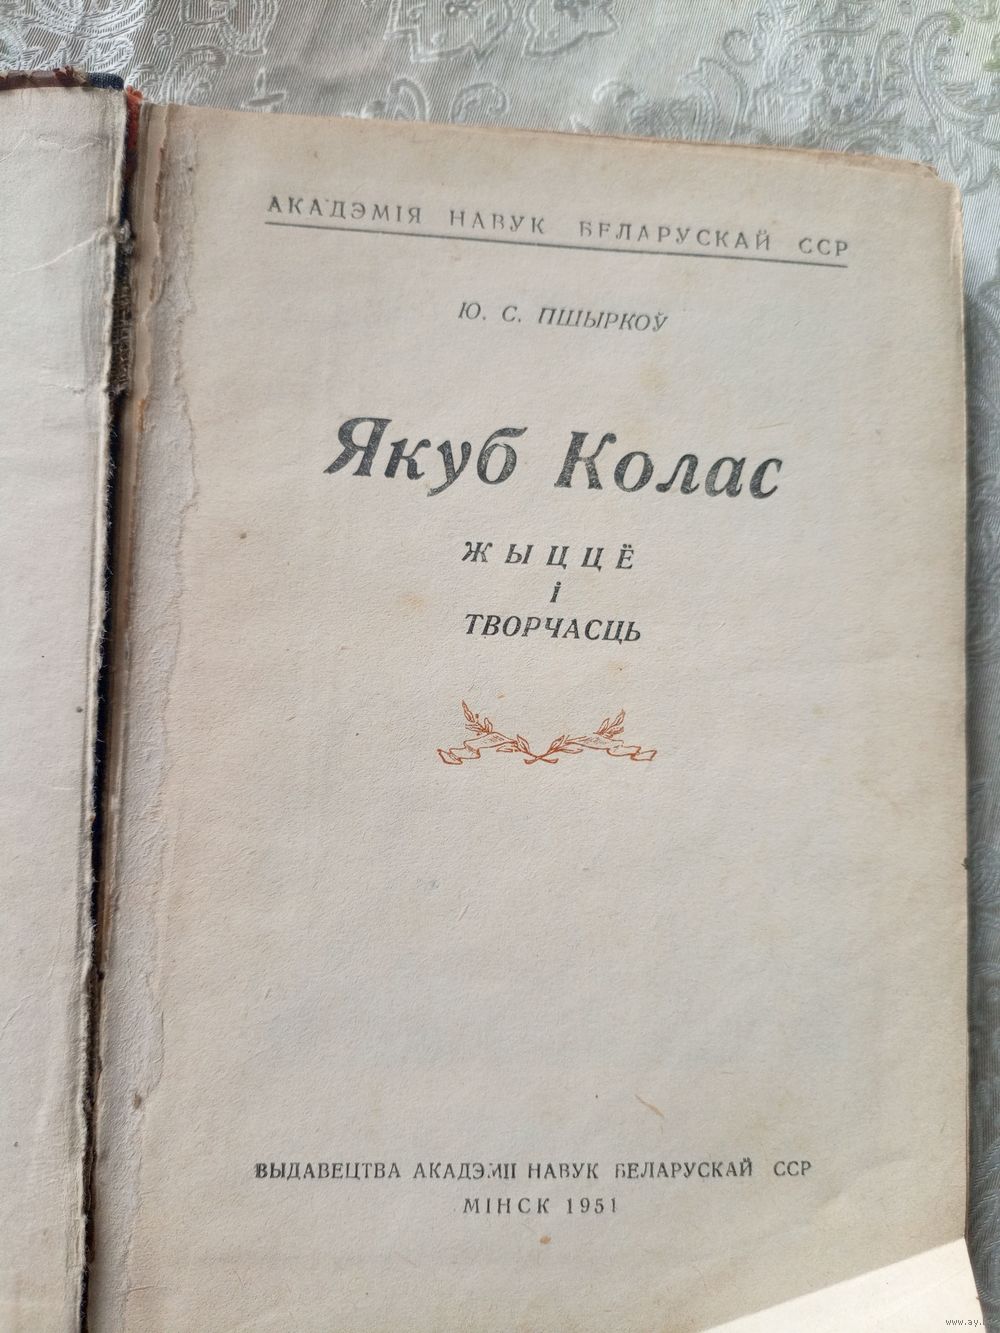 АКАДЭМІЯ НАВУК БЕЛАРУСКАЙ ССР
Ю. С. ПШЫРКОЎ
Якуб Колас
ЖЫЦЦЁ
і
ТВОРЧАСЦЬ
ВЫДАВЕЦТВА АКАДЭМІІ НАВУК БЕЛАРУСКАЙ ССР
МІНСК 1951